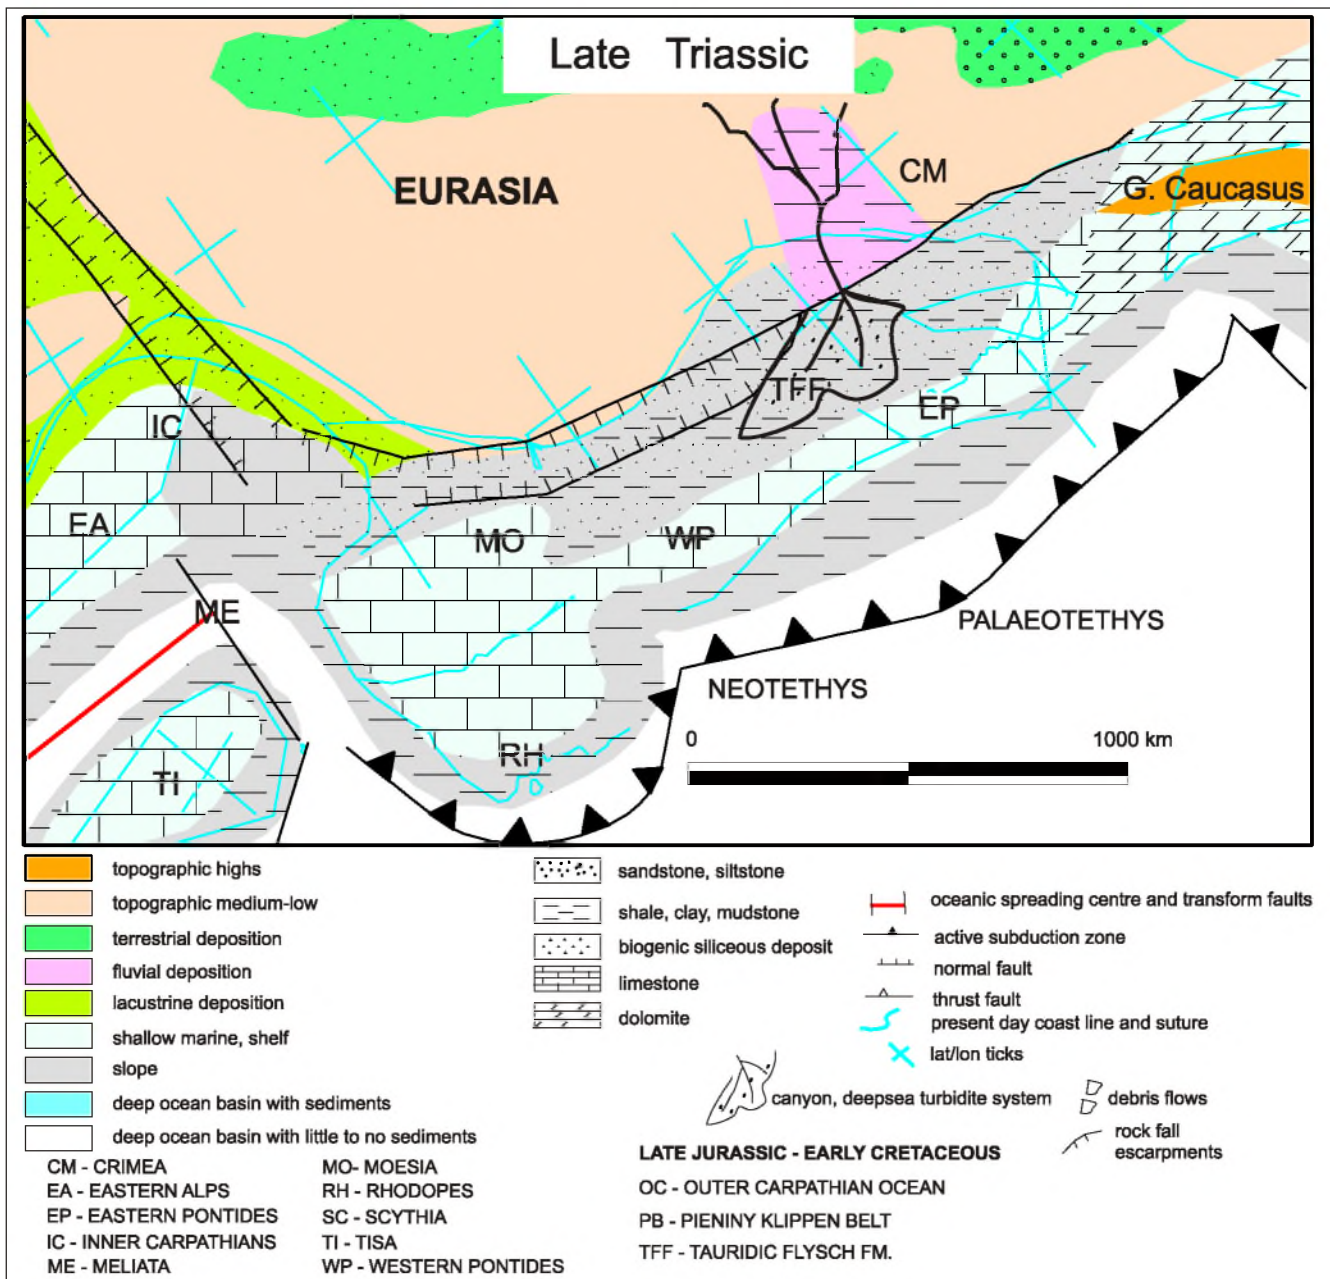 Late Triassic
CM
EURASIA
G. Caucasus
TFF
EP
IC
EA
MO
WP
ME
PALAEOTETHYS
NEOTETHYS
RH
TI
0 1000 km
topographic highs
topographic medium-low
terrestrial deposition
fluvial deposition
lacustrine deposition
shallow marine, shelf
slope
deep ocean basin with sediments
deep ocean basin with little to no sediments
sandstone, siltstone
shale, clay, mudstone
biogenic siliceous deposit
limestone
dolomite
oceanic spreading centre and transform faults
active subduction zone
normal fault
thrust fault
present day coast line and suture
lat/lon ticks
canyon, deepsea turbidite system
debris flows
rock fall
escarpments
CM - CRIMEA
EA - EASTERN ALPS
EP - EASTERN PONTIDES
IC - INNER CARPATHIANS
ME - MELIATA
MO- MOESIA
RH - RHODOPES
SC - SCYTHIA
TI - TISA
WP - WESTERN PONTIDES
LATE JURASSIC - EARLY CRETACEOUS
OC - OUTER CARPATHIAN OCEAN
PB - PIENINY KLIPPEN BELT
TFF - TAURIDIC FLYSCH FM.